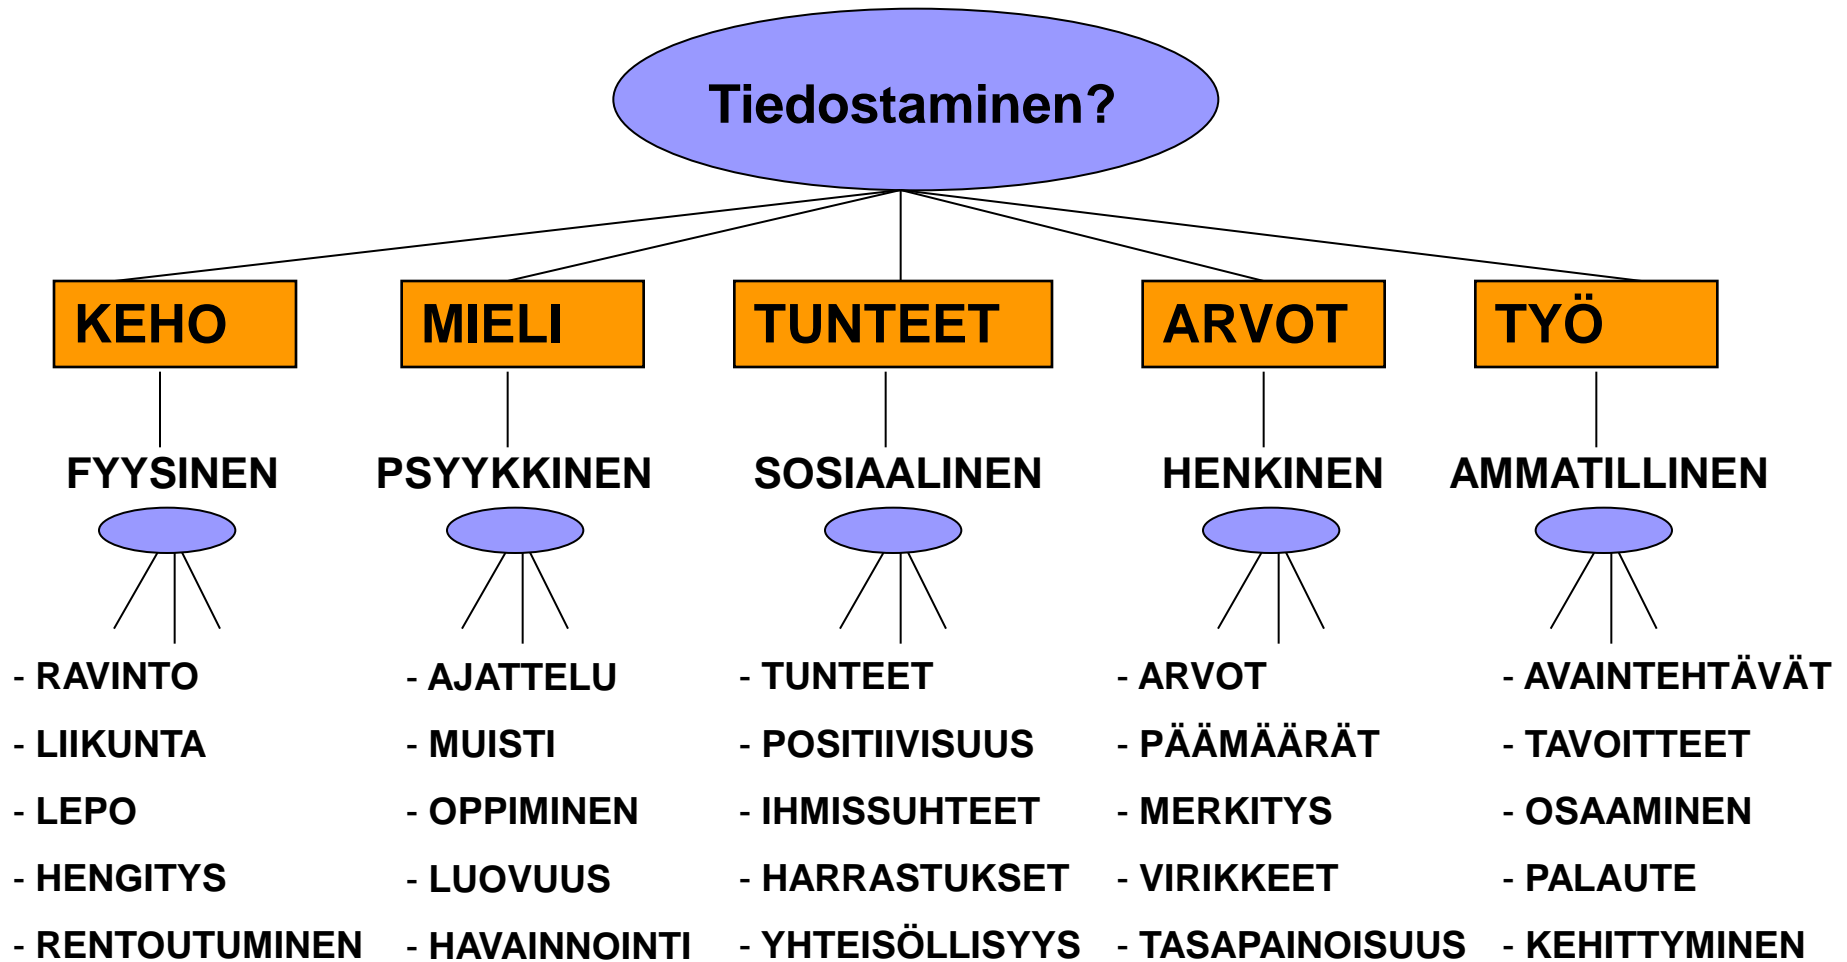 Tiedostaminen?
KEHO
MIELI
TUNTEET
ARVOT
TYÖ
FYYSINEN
PSYYKKINEN
SOSIAALINEN
HENKINEN
AMMATILLINEN
- RAVINTO
- LIIKUNTA
- LEPO
- HENGITYS
- RENTOUTUMINEN
- AJATTELU
- MUISTI
- OPPIMINEN
- LUOVUUS
- HAVAINNOINTI
- TUNTEET
- POSITIIVISUUS
- IHMISSUHTEET
- HARRASTUKSET
- YHTEISÖLLISYYS
- ARVOT
- PÄÄMÄÄRÄT
- MERKITYS
- VIRIKKEET
- TASAPAINOISUUS
- AVAINTEHTÄVÄT
- TAVOITTEET
- OSAAMINEN
- PALAUTE
- KEHITTYMINEN